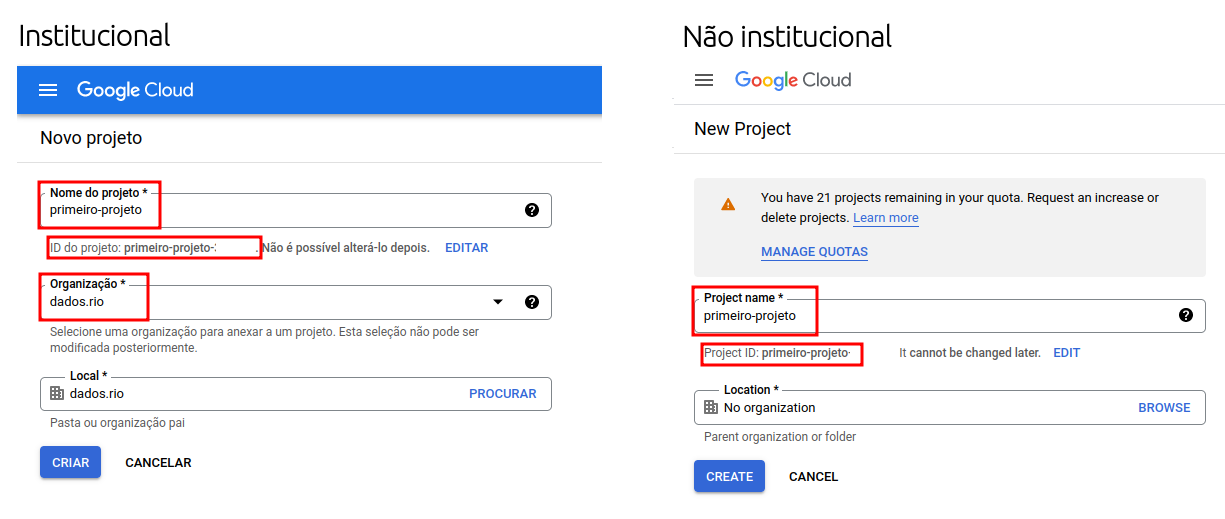 Institucional
Google Cloud
Novo projeto
Nome do projeto *
primeiro-projeto
ID do projeto: primeiro-projeto- . Não é possível alterá-lo depois. EDITAR
Organização *
dados.rio
Selecione uma organização para anexar a um projeto. Esta seleção não pode ser
modificada posteriormente.
Local *
dados.rio PROCURAR
Pasta ou organização pai
CRIAR CANCELAR
Não institucional
Google Cloud
New Project
You have 21 projects remaining in your quota. Request an increase or
delete projects. Learn more
MANAGE QUOTAS
Project name *
primeiro-projeto
Project ID: primeiro-projeto- It cannot be changed later. EDIT
Location *
No organization BROWSE
Parent organization or folder
CREATE CANCEL